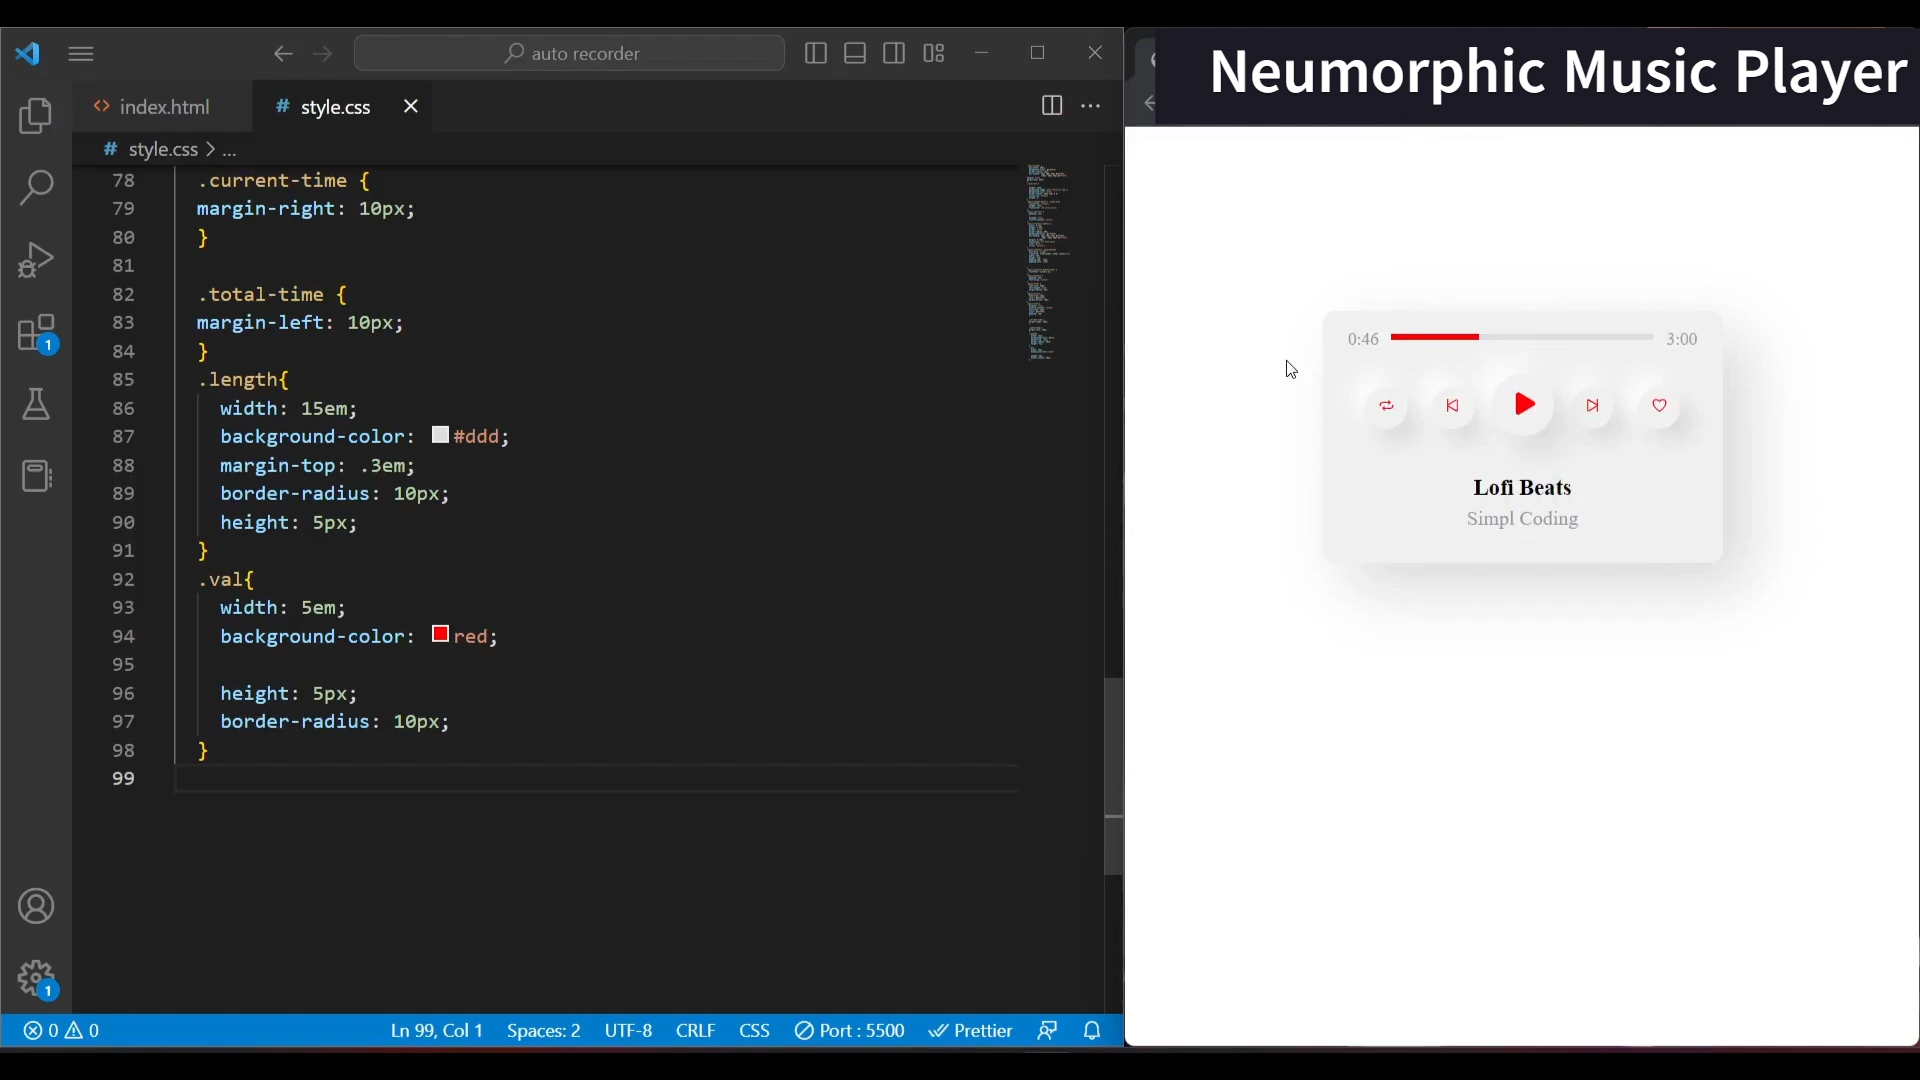 auto recorder
Neumorphic Music Player
<> index.html
# style.css
# style.css > ...
78 .current-time {
79 margin-right: 10px;
80 }
81
82 .total-time {
83 margin-left: 10px;
84 }
85 .length{
86 width: 15em;
87 background-color: #ddd;
88 margin-top: .3em;
89 border-radius: 10px;
90 height: 5px;
91 }
92 .val{
93 width: 5em;
94 background-color: red;
95
96 height: 5px;
97 border-radius: 10px;
98 }
99
1
1
0 0
Ln 99, Col 1
Spaces: 2
UTF-8
CRLF
CSS
Port : 5500
Prettier
0:46
3:00
Lofi Beats
Simpl Coding